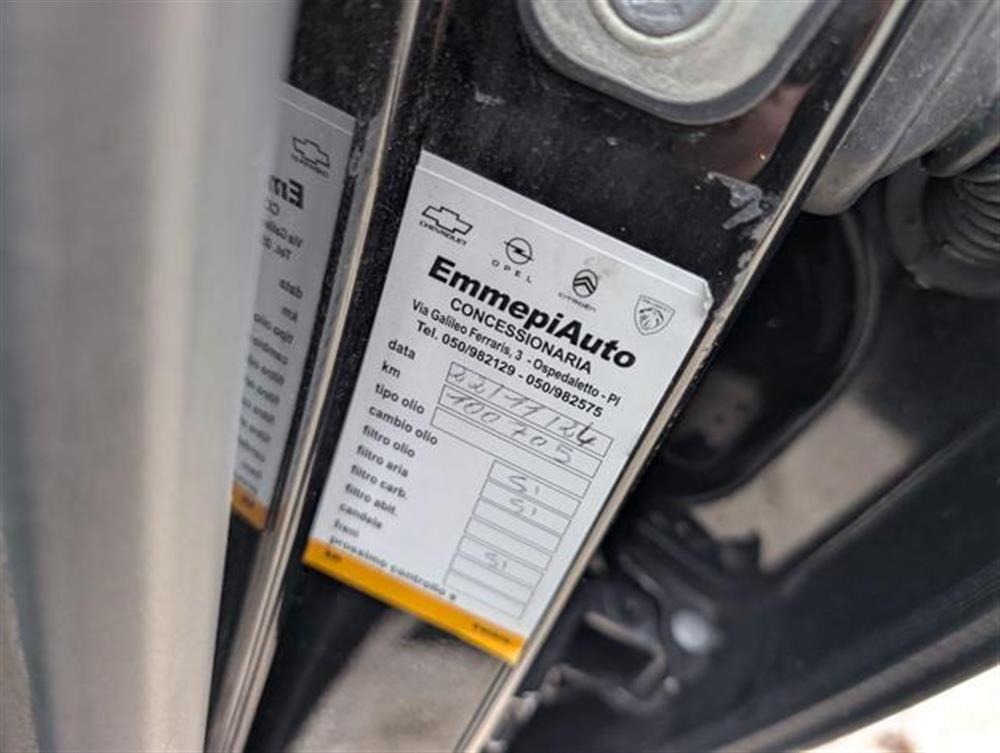 CHEVROLET
OPEL
CITROËN
EmmepiAuto
CONCESSIONARIA
Via Galileo Ferraris, 3 - Ospedaletto - PI
Tel. 050/982129 - 050/982575
data 22/11/24
km 100705
tipo olio
cambio olio SI
filtro olio SI
filtro aria
filtro carb.
filtro abit. SI
candele
freni
prossimo controllo a
km